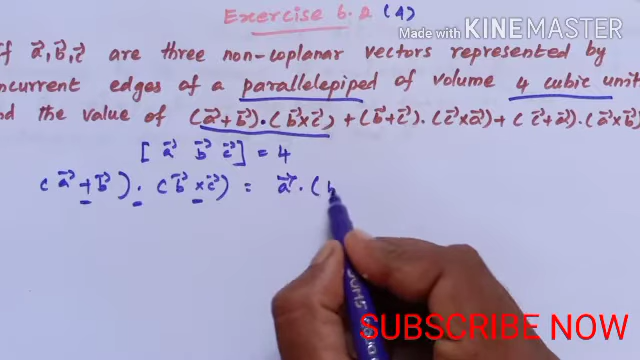 Exercise 6.2 (4)
Made with KINEMASTER
If a⃗, b⃗, c⃗ are three non-coplanar vectors represented by
concurrent edges of a parallelepiped of volume 4 cubic units
find the value of (a⃗+b⃗)·(b⃗×c⃗)+(b⃗+c⃗)·(c⃗×a⃗)+(c⃗+a⃗)·(a⃗×b⃗)
[a⃗ b⃗ c⃗] = 4
(a⃗+b⃗)·(b⃗×c⃗) = a⃗·(b
SUBSCRIBE NOW